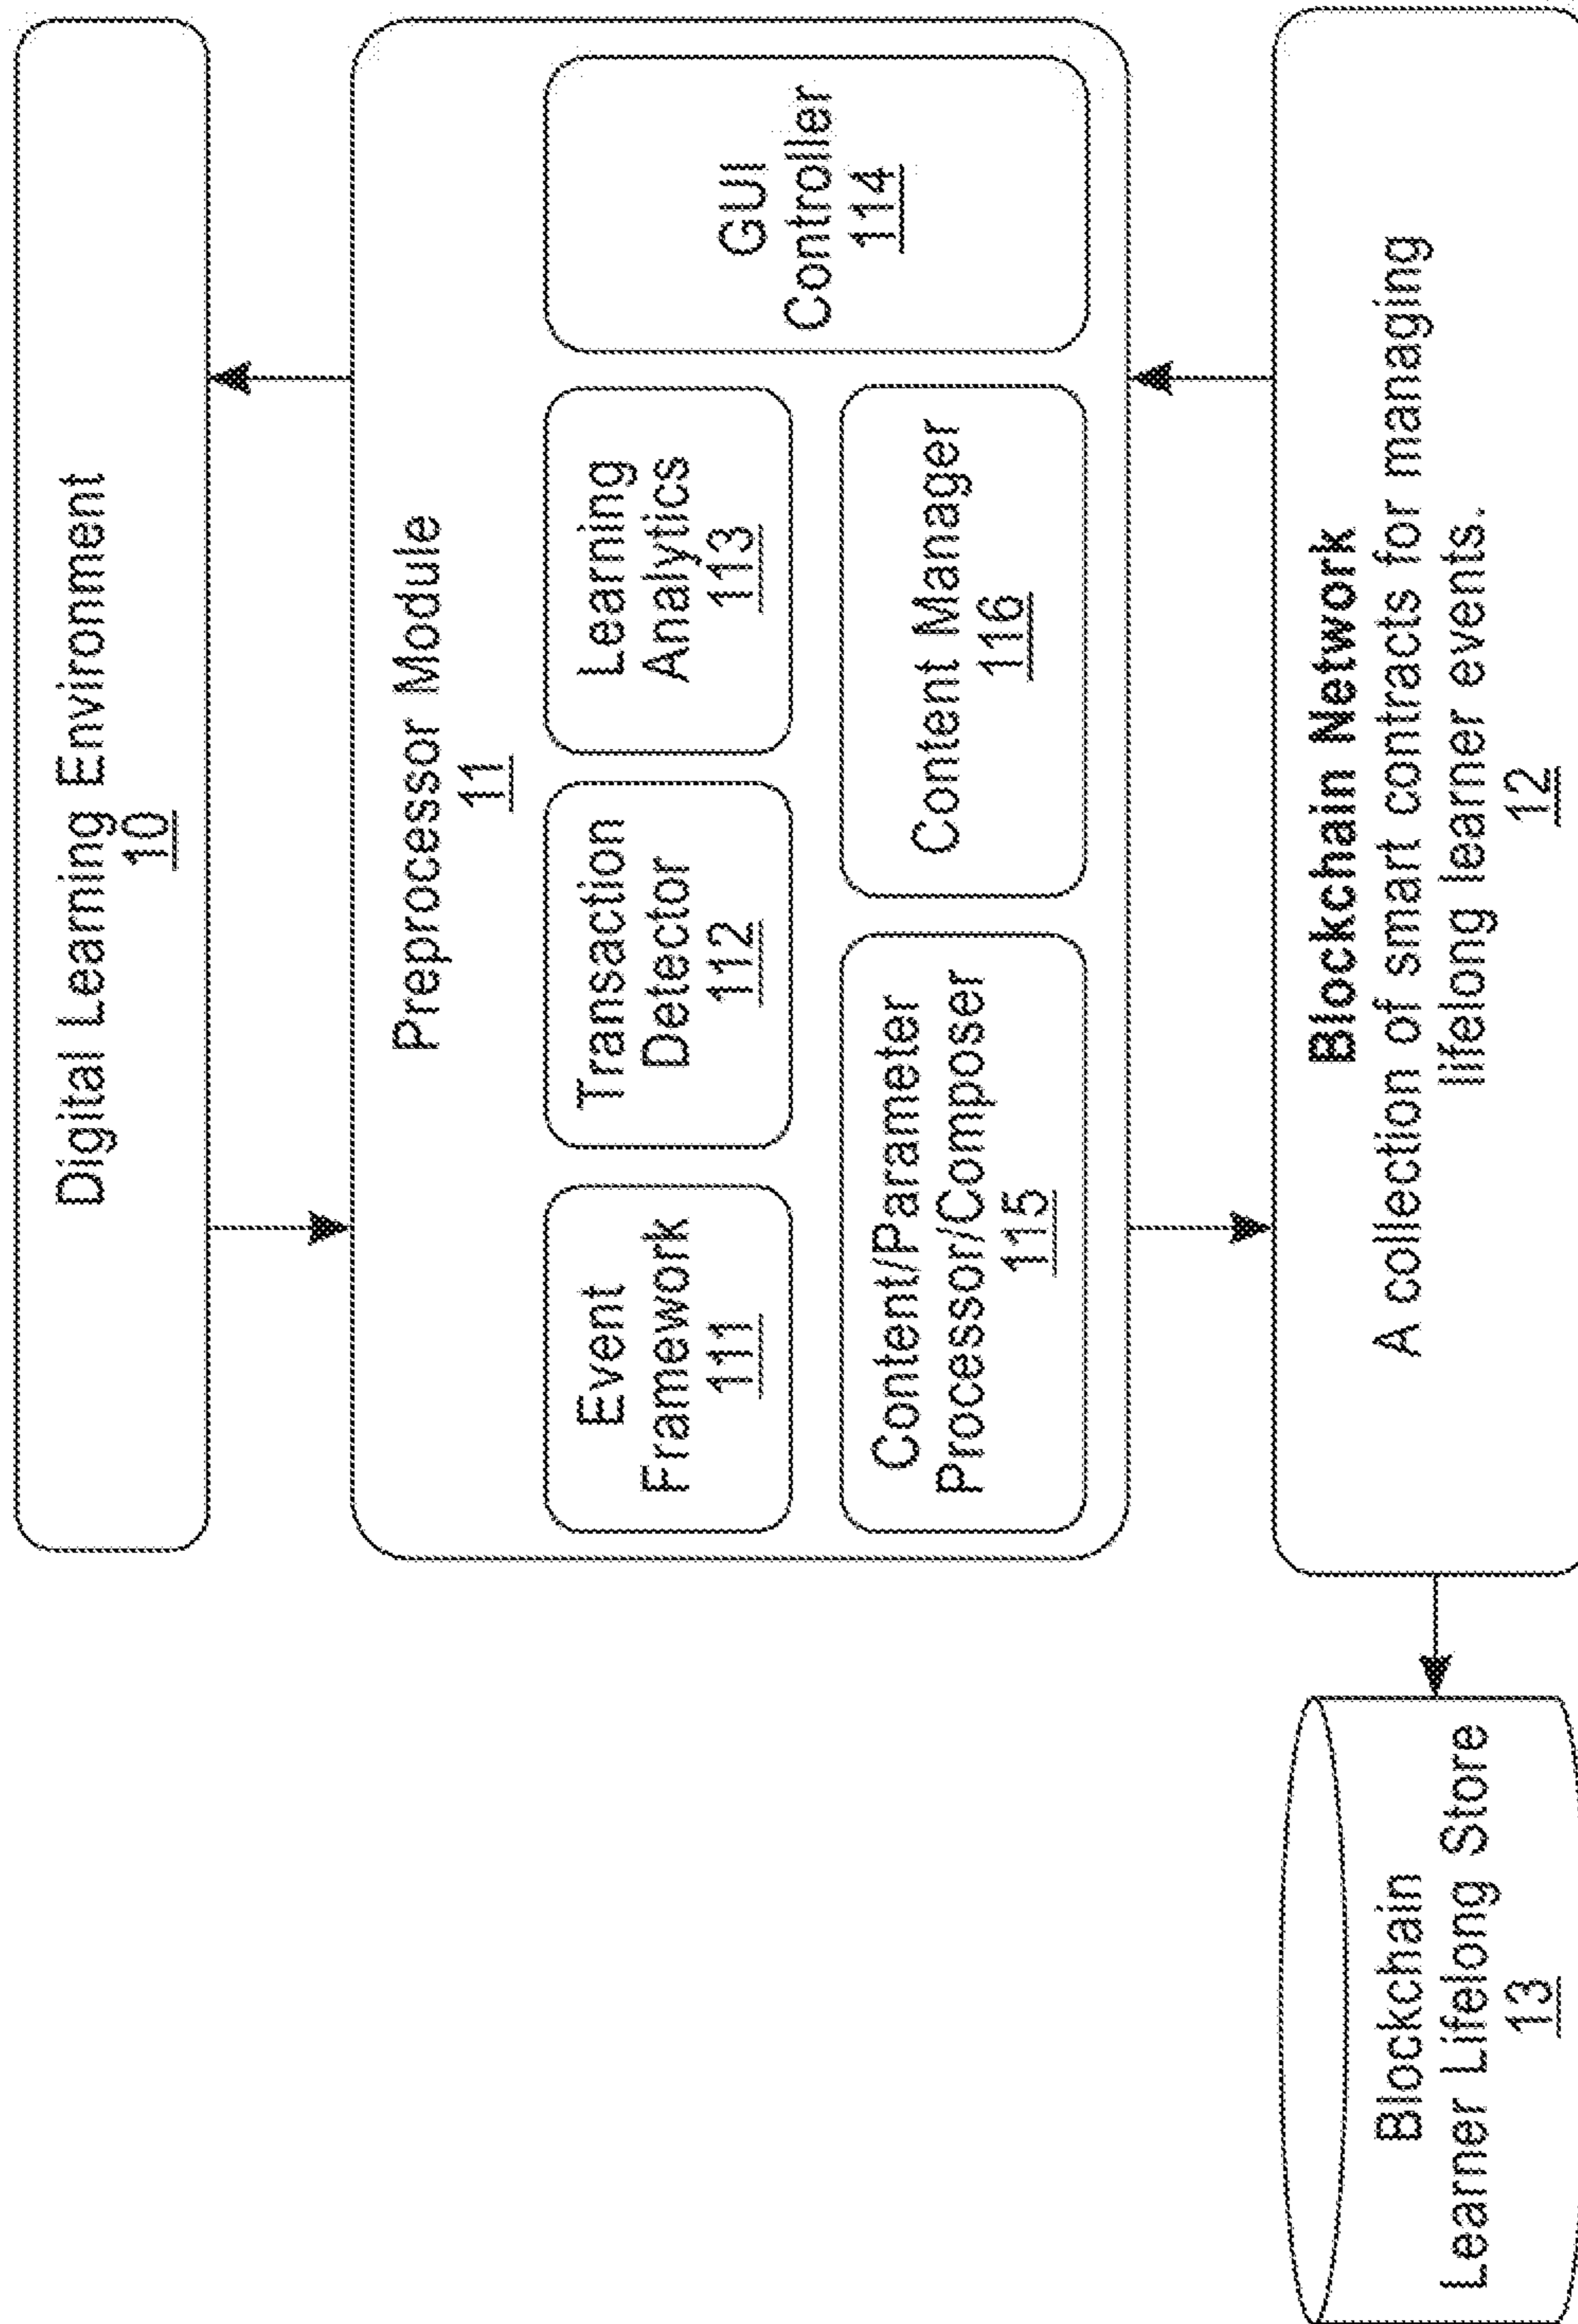 Digital Learning Environment
10
Preprocessor Module
11
Event
Framework
111
Transaction
Detector
112
Learning
Analytics
113
GUI
Controller
114
Content/Parameter
Processor/Composer
115
Content Manager
116
Blockchain Network
A collection of smart contracts for managing
lifelong learner events.
12
Blockchain
Learner Lifelong Store
13